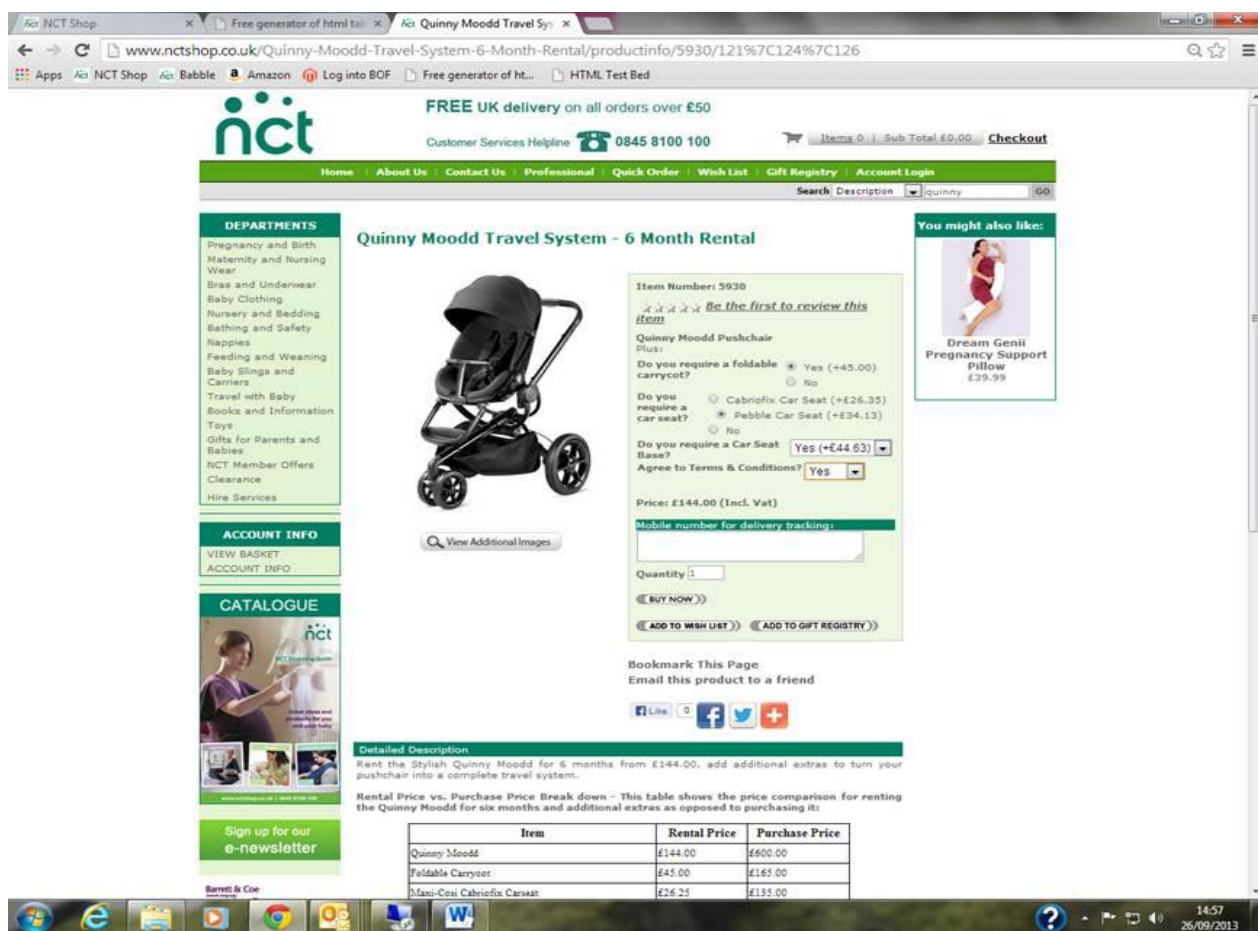 NCT Shop
Free generator of html tab
Quinny Moodd Travel Sys
www.nctshop.co.uk/Quinny-Moodd-Travel-System-6-Month-Rental/productinfo/5930/121%7C124%7C126
Apps NCT Shop Babble Amazon Log into BOF Free generator of ht... HTML Test Bed
nct
FREE UK delivery on all orders over £50
Customer Services Helpline 0845 8100 100
Items 0 | Sub Total £0.00 Checkout
Home | About Us | Contact Us | Professional | Quick Order | Wish List | Gift Registry | Account Login
Search Description quinny GO
DEPARTMENTS
Pregnancy and Birth
Maternity and Nursing
Wear
Bras and Underwear
Baby Clothing
Nursery and Bedding
Bathing and Safety
Nappies
Feeding and Weaning
Baby Slings and
Carriers
Travel with Baby
Books and Information
Toys
Gifts for Parents and
Babies
NCT Member Offers
Clearance
Hire Services
ACCOUNT INFO
VIEW BASKET
ACCOUNT INFO
CATALOGUE
nct
Sign up for our
e-newsletter
Barrett & Coe
Quinny Moodd Travel System - 6 Month Rental
View Additional Images
Item Number: 5930
Be the first to review this
item
Quinny Moodd Pushchair
Plus:
Do you require a foldable
carrycot?
Yes (+45.00)
No
Do you
require a
car seat?
Cabriofix Car Seat (+£26.35)
Pebble Car Seat (+£34.13)
No
Do you require a Car Seat
Base?
Yes (+£44.63)
Agree to Terms & Conditions? Yes
Price: £144.00 (Incl. Vat)
Mobile number for delivery tracking:
Quantity 1
BUY NOW
ADD TO WISH LIST ADD TO GIFT REGISTRY
Bookmark This Page
Email this product to a friend
Like 0
You might also like:
Dream Genii
Pregnancy Support
Pillow
£39.99
Detailed Description
Rent the Stylish Quinny Moodd for 6 months from £144.00, add additional extras to turn your
pushchair into a complete travel system.
Rental Price vs. Purchase Price Break down - This table shows the price comparison for renting
the Quinny Moodd for six months and additional extras as opposed to purchasing it:
Item Rental Price Purchase Price
Quinny Moodd £144.00 £600.00
Foldable Carrycot £45.00 £165.00
Maxi-Cosi Cabriofix Carseat £26.25 £135.00
14:57
26/09/2013